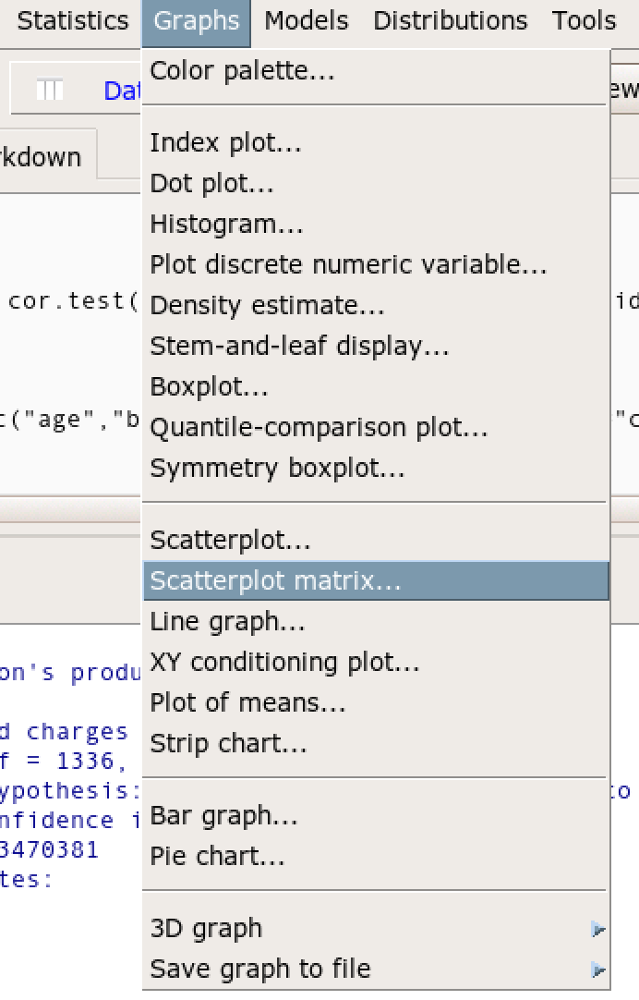 Statistics Graphs Models Distributions Tools
Color palette...
Dat ew
Index plot...
rkdown
Dot plot...
Histogram...
Plot discrete numeric variable...
cor.test( id
Density estimate...
Stem-and-leaf display...
Boxplot...
c("age","b "c
Quantile-comparison plot...
Symmetry boxplot...
Scatterplot...
Scatterplot matrix...
Line graph...
XY conditioning plot...
on's produ
Plot of means...
d charges
Strip chart...
f = 1336,
ypothesis: to
Bar graph...
nfidence i
3470381
Pie chart...
tes:
3D graph
Save graph to file